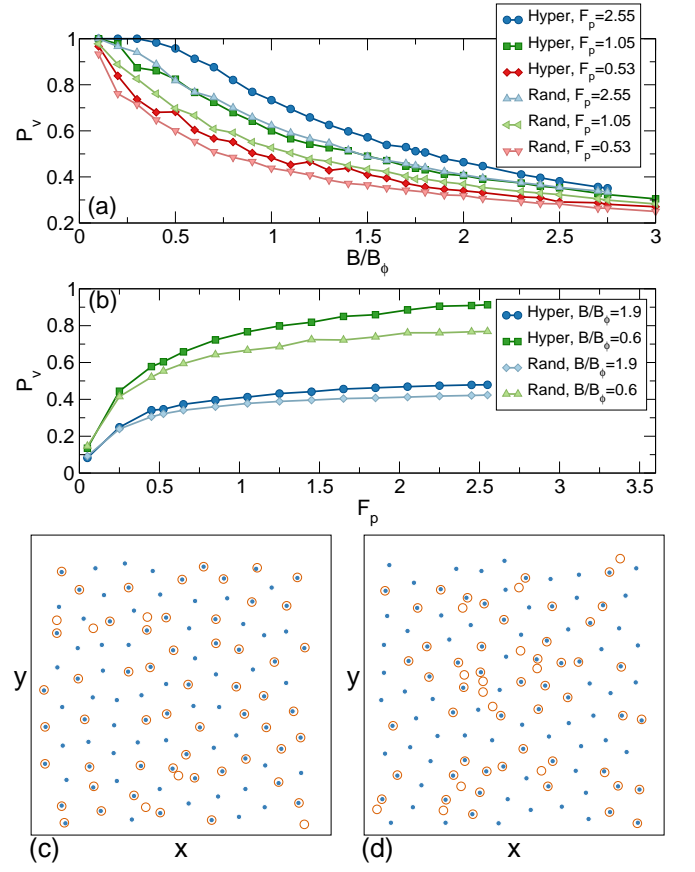 1
0.8
0.6
0.4
0.2
P_v
(a)
0 0.5 1 1.5 2 2.5 3
B/B_ϕ
Hyper, F_p=2.55
Hyper, F_p=1.05
Hyper, F_p=0.53
Rand, F_p=2.55
Rand, F_p=1.05
Rand, F_p=0.53
(b)
1
0.8
0.6
0.4
0.2
0
P_v
0 0.5 1 1.5 2 2.5 3 3.5
F_p
Hyper, B/B_ϕ=1.9
Hyper, B/B_ϕ=0.6
Rand, B/B_ϕ=1.9
Rand, B/B_ϕ=0.6
y
(c)
x
y
(d)
x